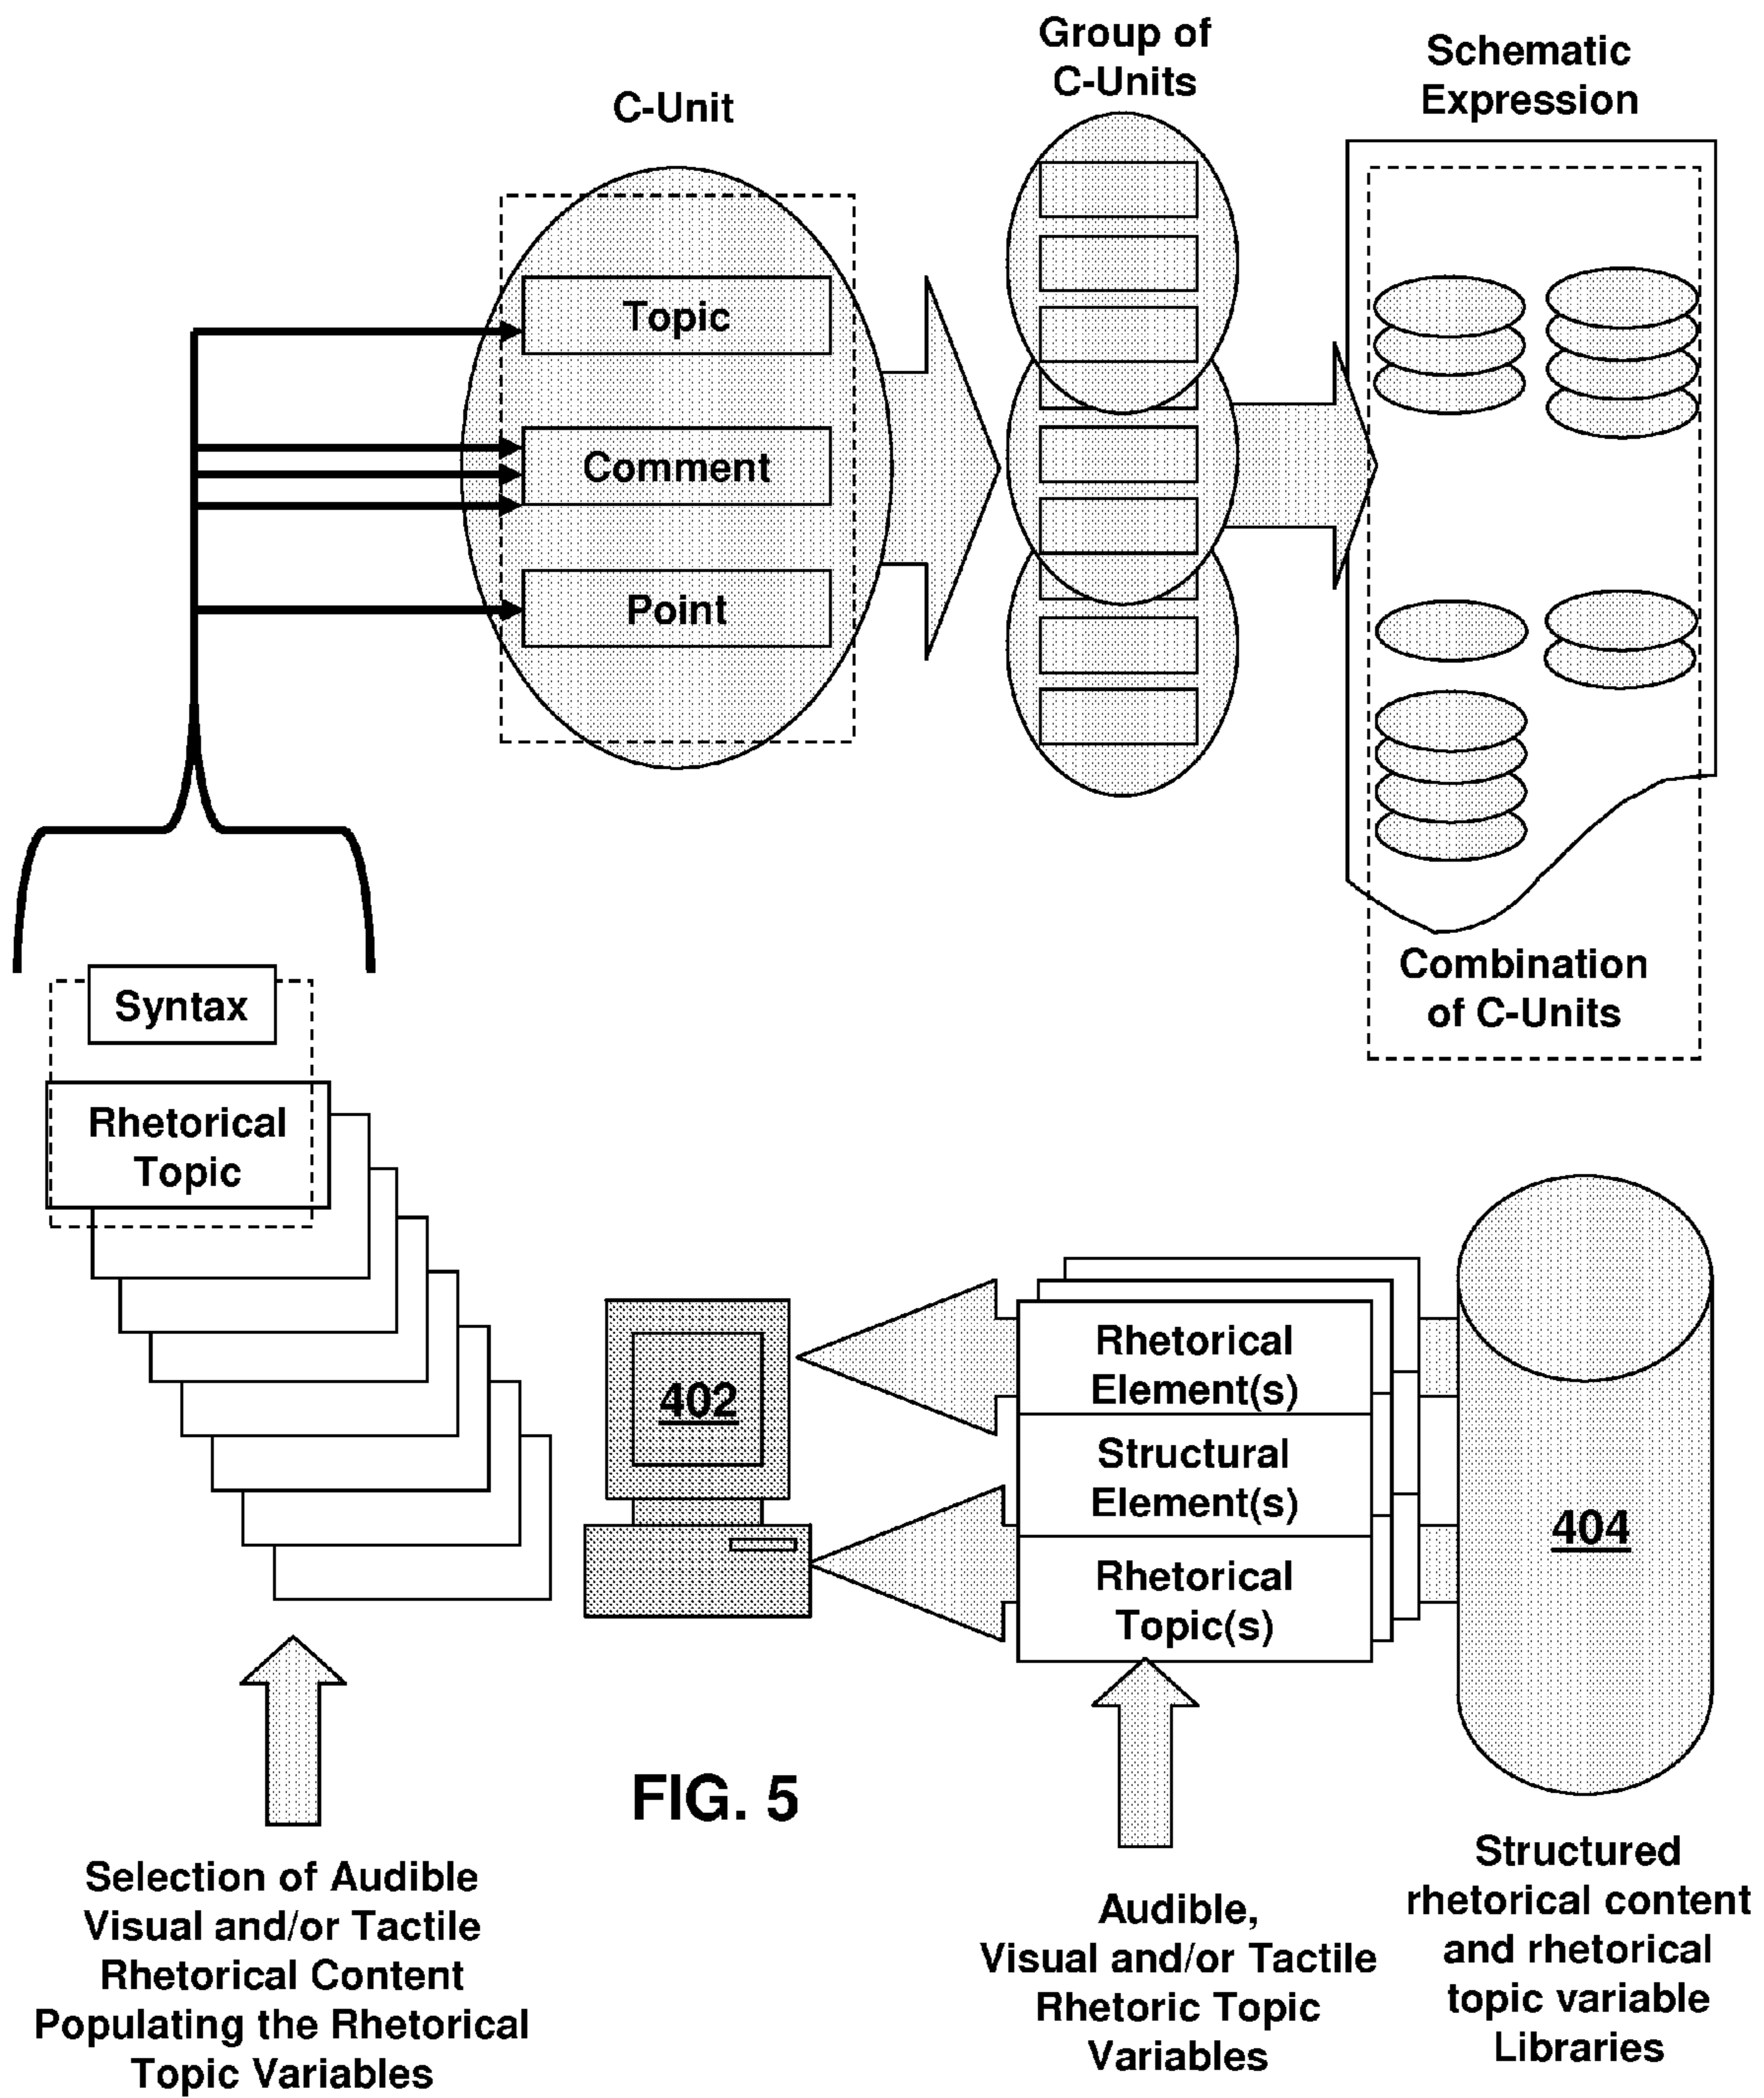 Group of
C-Units
Schematic
Expression
C-Unit
Topic
Comment
Point
Combination
of C-Units
Syntax
Rhetorical
Topic
402
Rhetorical
Element(s)
Structural
Element(s)
Rhetorical
Topic(s)
404
FIG. 5
Selection of Audible
Visual and/or Tactile
Rhetorical Content
Populating the Rhetorical
Topic Variables
Audible,
Visual and/or Tactile
Rhetoric Topic
Variables
Structured
rhetorical content
and rhetorical
topic variable
Libraries